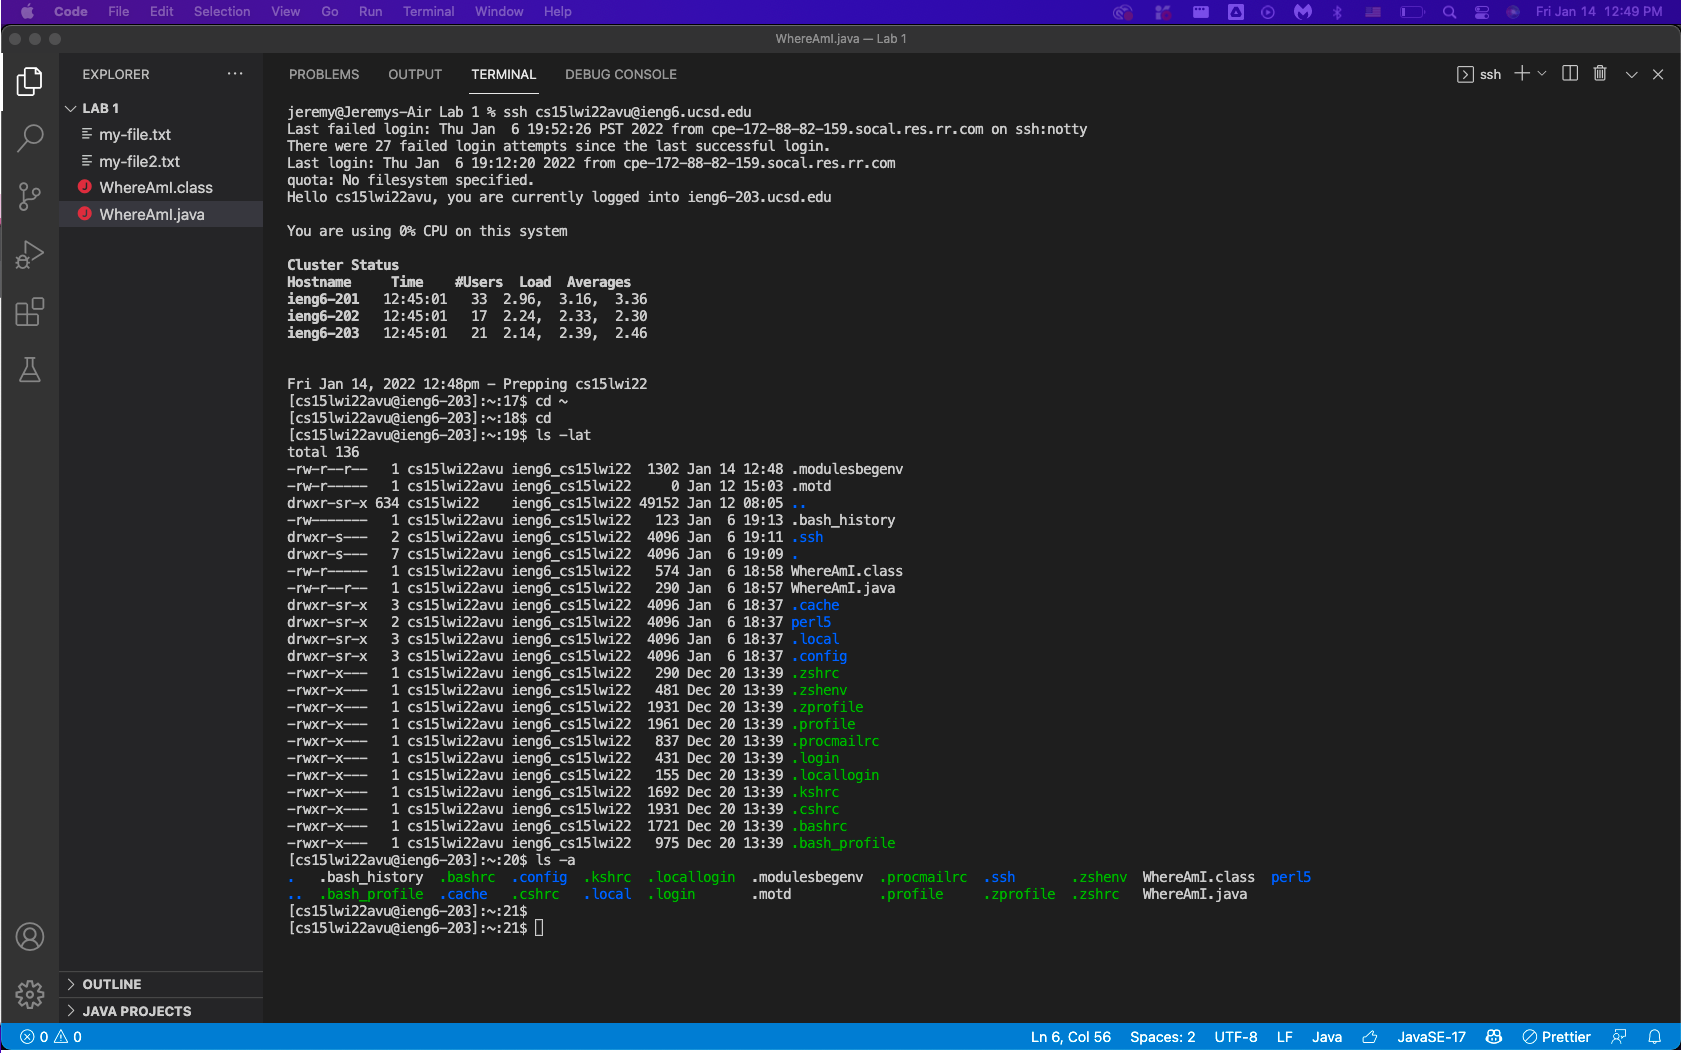 Code File Edit Selection View Go Run Terminal Window Help Fri Jan 14 12:49 PM
WhereAmI.java — Lab 1
EXPLORER ···
LAB 1
my-file.txt
my-file2.txt
J WhereAmI.class
J WhereAmI.java
OUTLINE
JAVA PROJECTS
PROBLEMS OUTPUT TERMINAL DEBUG CONSOLE ssh
jeremy@Jeremys-Air Lab 1 % ssh cs15lwi22avu@ieng6.ucsd.edu
Last failed login: Thu Jan  6 19:52:26 PST 2022 from cpe-172-88-82-159.socal.res.rr.com on ssh:notty
There were 27 failed login attempts since the last successful login.
Last login: Thu Jan  6 19:12:20 2022 from cpe-172-88-82-159.socal.res.rr.com
quota: No filesystem specified.
Hello cs15lwi22avu, you are currently logged into ieng6-203.ucsd.edu
You are using 0% CPU on this system
Cluster Status
Hostname     Time    #Users  Load  Averages
ieng6-201   12:45:01   33  2.96,  3.16,  3.36
ieng6-202   12:45:01   17  2.24,  2.33,  2.30
ieng6-203   12:45:01   21  2.14,  2.39,  2.46
Fri Jan 14, 2022 12:48pm - Prepping cs15lwi22
[cs15lwi22avu@ieng6-203]:~:17$ cd ~
[cs15lwi22avu@ieng6-203]:~:18$ cd
[cs15lwi22avu@ieng6-203]:~:19$ ls -lat
total 136
-rw-r--r--   1 cs15lwi22avu ieng6_cs15lwi22  1302 Jan 14 12:48 .modulesbegenv
-rw-r-----   1 cs15lwi22avu ieng6_cs15lwi22     0 Jan 12 15:03 .motd
drwxr-sr-x 634 cs15lwi22    ieng6_cs15lwi22 49152 Jan 12 08:05 ..
-rw-------   1 cs15lwi22avu ieng6_cs15lwi22   123 Jan  6 19:13 .bash_history
drwxr-s---   2 cs15lwi22avu ieng6_cs15lwi22  4096 Jan  6 19:11 .ssh
drwxr-s---   7 cs15lwi22avu ieng6_cs15lwi22  4096 Jan  6 19:09 .
-rw-r-----   1 cs15lwi22avu ieng6_cs15lwi22   574 Jan  6 18:58 WhereAmI.class
-rw-r--r--   1 cs15lwi22avu ieng6_cs15lwi22   290 Jan  6 18:57 WhereAmI.java
drwxr-sr-x   3 cs15lwi22avu ieng6_cs15lwi22  4096 Jan  6 18:37 .cache
drwxr-sr-x   2 cs15lwi22avu ieng6_cs15lwi22  4096 Jan  6 18:37 perl5
drwxr-sr-x   3 cs15lwi22avu ieng6_cs15lwi22  4096 Jan  6 18:37 .local
drwxr-sr-x   3 cs15lwi22avu ieng6_cs15lwi22  4096 Jan  6 18:37 .config
-rwxr-x---   1 cs15lwi22avu ieng6_cs15lwi22   290 Dec 20 13:39 .zshrc
-rwxr-x---   1 cs15lwi22avu ieng6_cs15lwi22   481 Dec 20 13:39 .zshenv
-rwxr-x---   1 cs15lwi22avu ieng6_cs15lwi22  1931 Dec 20 13:39 .zprofile
-rwxr-x---   1 cs15lwi22avu ieng6_cs15lwi22  1961 Dec 20 13:39 .profile
-rwxr-x---   1 cs15lwi22avu ieng6_cs15lwi22   837 Dec 20 13:39 .procmailrc
-rwxr-x---   1 cs15lwi22avu ieng6_cs15lwi22   431 Dec 20 13:39 .login
-rwxr-x---   1 cs15lwi22avu ieng6_cs15lwi22   155 Dec 20 13:39 .locallogin
-rwxr-x---   1 cs15lwi22avu ieng6_cs15lwi22  1692 Dec 20 13:39 .kshrc
-rwxr-x---   1 cs15lwi22avu ieng6_cs15lwi22  1931 Dec 20 13:39 .cshrc
-rwxr-x---   1 cs15lwi22avu ieng6_cs15lwi22  1721 Dec 20 13:39 .bashrc
-rwxr-x---   1 cs15lwi22avu ieng6_cs15lwi22   975 Dec 20 13:39 .bash_profile
[cs15lwi22avu@ieng6-203]:~:20$ ls -a
.   .bash_history  .bashrc  .config  .kshrc  .locallogin  .modulesbegenv  .procmailrc  .ssh       .zshenv  WhereAmI.class  perl5
..  .bash_profile  .cache   .cshrc   .local  .login       .motd           .profile     .zprofile  .zshrc   WhereAmI.java
[cs15lwi22avu@ieng6-203]:~:21$
[cs15lwi22avu@ieng6-203]:~:21$
0 0 Ln 6, Col 56 Spaces: 2 UTF-8 LF Java JavaSE-17 Prettier